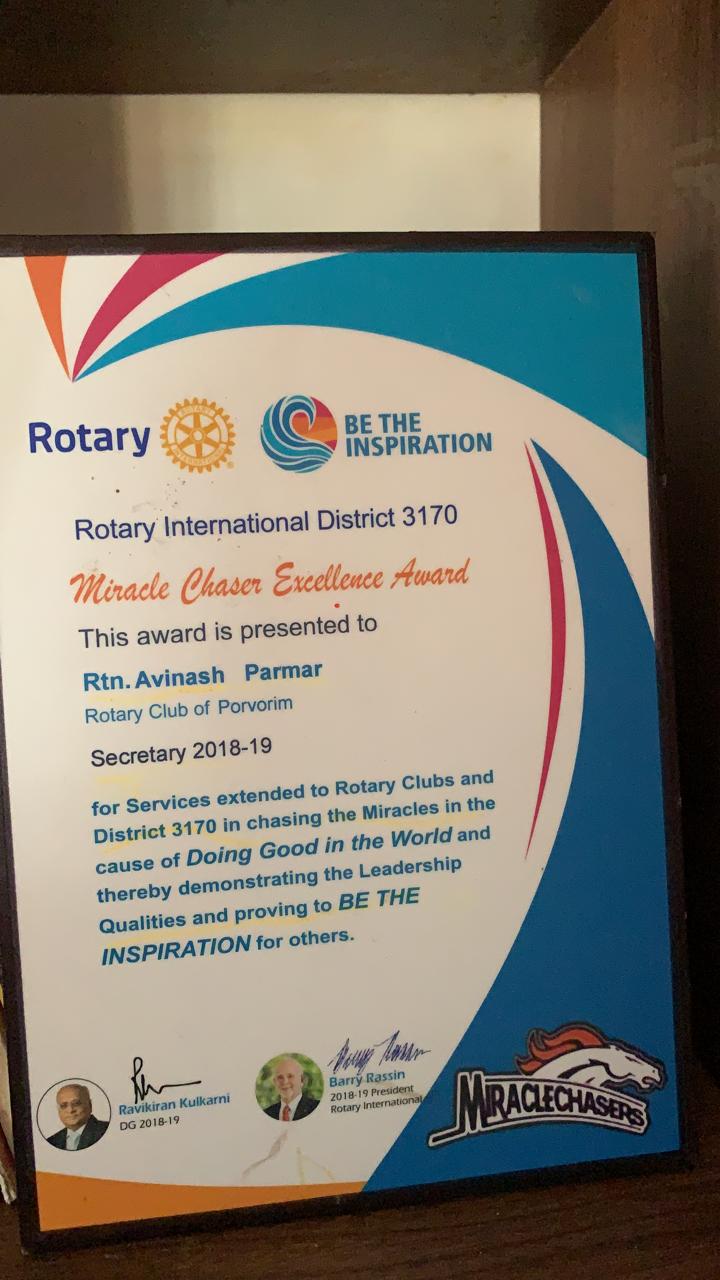 Rotary
BE THE
INSPIRATION
Rotary International District 3170
Miracle Chaser Excellence Award
This award is presented to
Rtn. Avinash Parmar
Rotary Club of Porvorim
Secretary 2018-19
for Services extended to Rotary Clubs and
District 3170 in chasing the Miracles in the
cause of Doing Good in the World and
thereby demonstrating the Leadership
Qualities and proving to BE THE
INSPIRATION for others.
Ravikiran Kulkarni
DG 2018-19
Barry Rassin
2018-19 President
Rotary International
MIRACLECHASERS